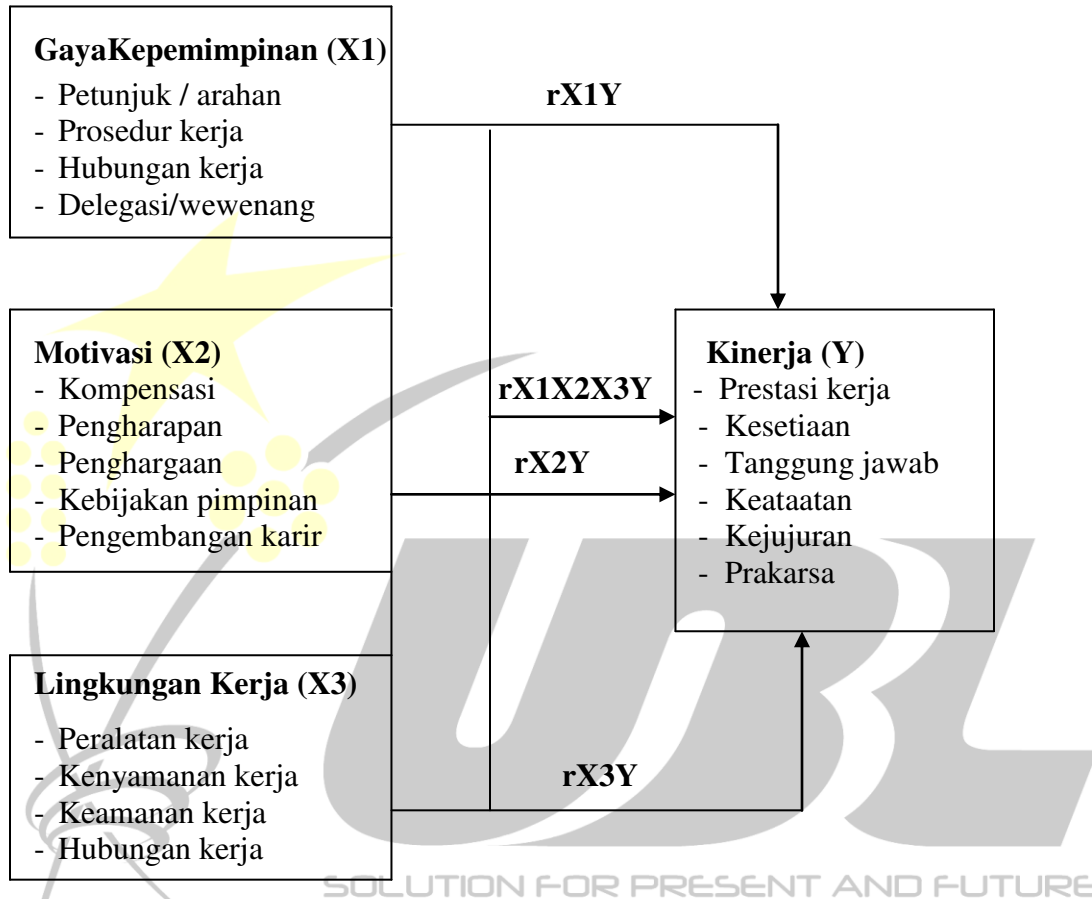 GayaKepemimpinan (X1)
- Petunjuk / arahan
- Prosedur kerja
- Hubungan kerja
- Delegasi/wewenang
rX1Y
Motivasi (X2)
- Kompensasi
- Pengharapan
- Penghargaan
- Kebijakan pimpinan
- Pengembangan karir
rX1X2X3Y
rX2Y
Kinerja (Y)
- Prestasi kerja
- Kesetiaan
- Tanggung jawab
- Keataatan
- Kejujuran
- Prakarsa
Lingkungan Kerja (X3)
- Peralatan kerja
- Kenyamanan kerja
- Keamanan kerja
- Hubungan kerja
rX3Y
UBL
SOLUTION FOR PRESENT AND FUTURE